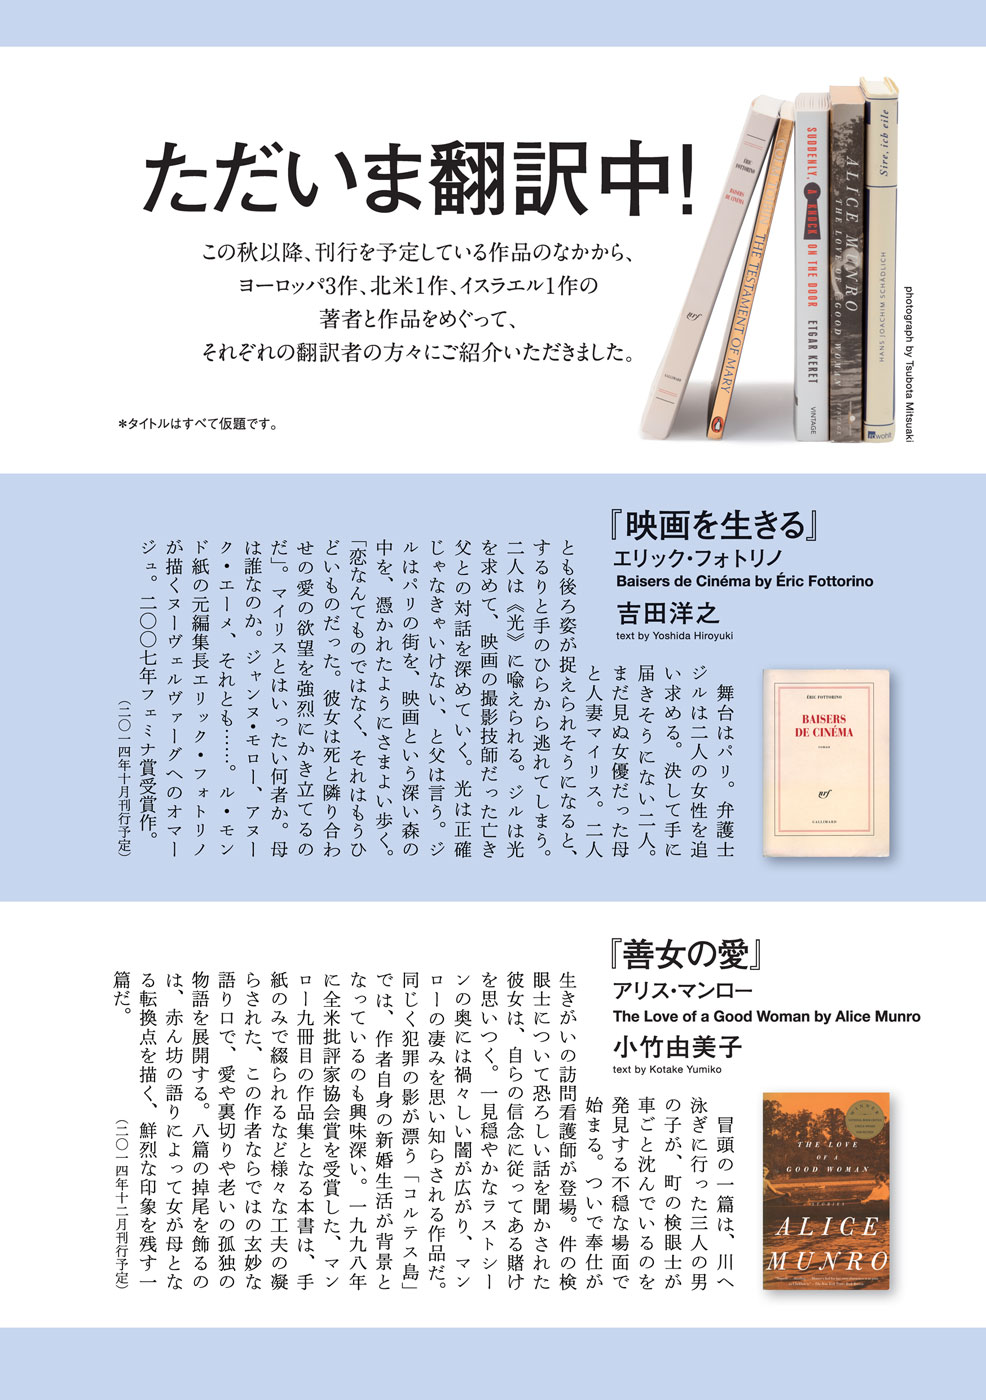 ただいま翻訳中!
この秋以降、刊行を予定している作品のなかから、
ヨーロッパ3作、北米1作、イスラエル1作の
著者と作品をめぐって、
それぞれの翻訳者の方々にご紹介いただきました。
*タイトルはすべて仮題です。
ÉRIC FOTTORINO
BAISERS DE CINÉMA
nrf
GALLIMARD
THE TESTAMENT OF MARY
SUDDENLY, A KNOCK ON THE DOOR
ETGAR KERET
VINTAGE
ALICE MUNRO
THE LOVE OF A GOOD WOMAN
Sire, ich eile
HANS JOACHIM SCHÄDLICH
rowohlt
photograph by Tsubota Mitsuaki
『映画を生きる』
エリック・フォトリノ
Baisers de Cinéma by Éric Fottorino
吉田洋之
text by Yoshida Hiroyuki
ÉRIC FOTTORINO
BAISERS
DE CINÉMA
roman
nrf
GALLIMARD
舞台はパリ。弁護士
ジルは二人の女性を追
い求める。決して手に
届きそうにない二人。
まだ見ぬ女優だった母
と人妻マイリス。二人
とも後ろ姿が捉えられそうになると、
するりと手のひらから逃れてしまう。
二人は《光》に喩えられる。ジルは光
を求めて、映画の撮影技師だった亡き
父との対話を深めていく。光は正確
じゃなきゃいけない、と父は言う。ジ
ルはパリの街を、映画という深い森の
中を、憑かれたようにさまよい歩く。
「恋なんてものではなく、それはもうひ
どいものだった。彼女は死と隣り合わ
せの愛の欲望を強烈にかき立てるの
だ」。マイリスとはいったい何者か。母
は誰なのか。ジャンヌ・モロー、アヌー
ク・エーメ、それとも……。ル・モン
ド紙の元編集長エリック・フォトリノ
が描くヌーヴェルヴァーグへのオマー
ジュ。二〇〇七年フェミナ賞受賞作。
(二〇一四年十月刊行予定)
『善女の愛』
アリス・マンロー
The Love of a Good Woman by Alice Munro
小竹由美子
text by Kotake Yumiko
THE LOVE
OF A
GOOD WOMAN
STORIES
ALICE
MUNRO
冒頭の一篇は、川へ
泳ぎに行った三人の男
の子が、町の検眼士が
車ごと沈んでいるのを
発見する不穏な場面で
始まる。ついで奉仕が
生きがいの訪問看護師が登場。件の検
眼士について恐ろしい話を聞かされた
彼女は、自らの信念に従ってある賭け
を思いつく。一見穏やかなラストシー
ンの奥には禍々しい闇が広がり、マン
ローの凄みを思い知らされる作品だ。
同じく犯罪の影が漂う「コルテス島」
では、作者自身の新婚生活が背景と
なっているのも興味深い。一九九八年
に全米批評家協会賞を受賞した、マン
ロー九冊目の作品集となる本書は、手
紙のみで綴られるなど様々な工夫の凝
らされた、この作者ならではの玄妙な
語り口で、愛や裏切りや老いの孤独の
物語を展開する。八篇の掉尾を飾るの
は、赤ん坊の語りによって女が母とな
る転換点を描く、鮮烈な印象を残す一
篇だ。
(二〇一四年十二月刊行予定)